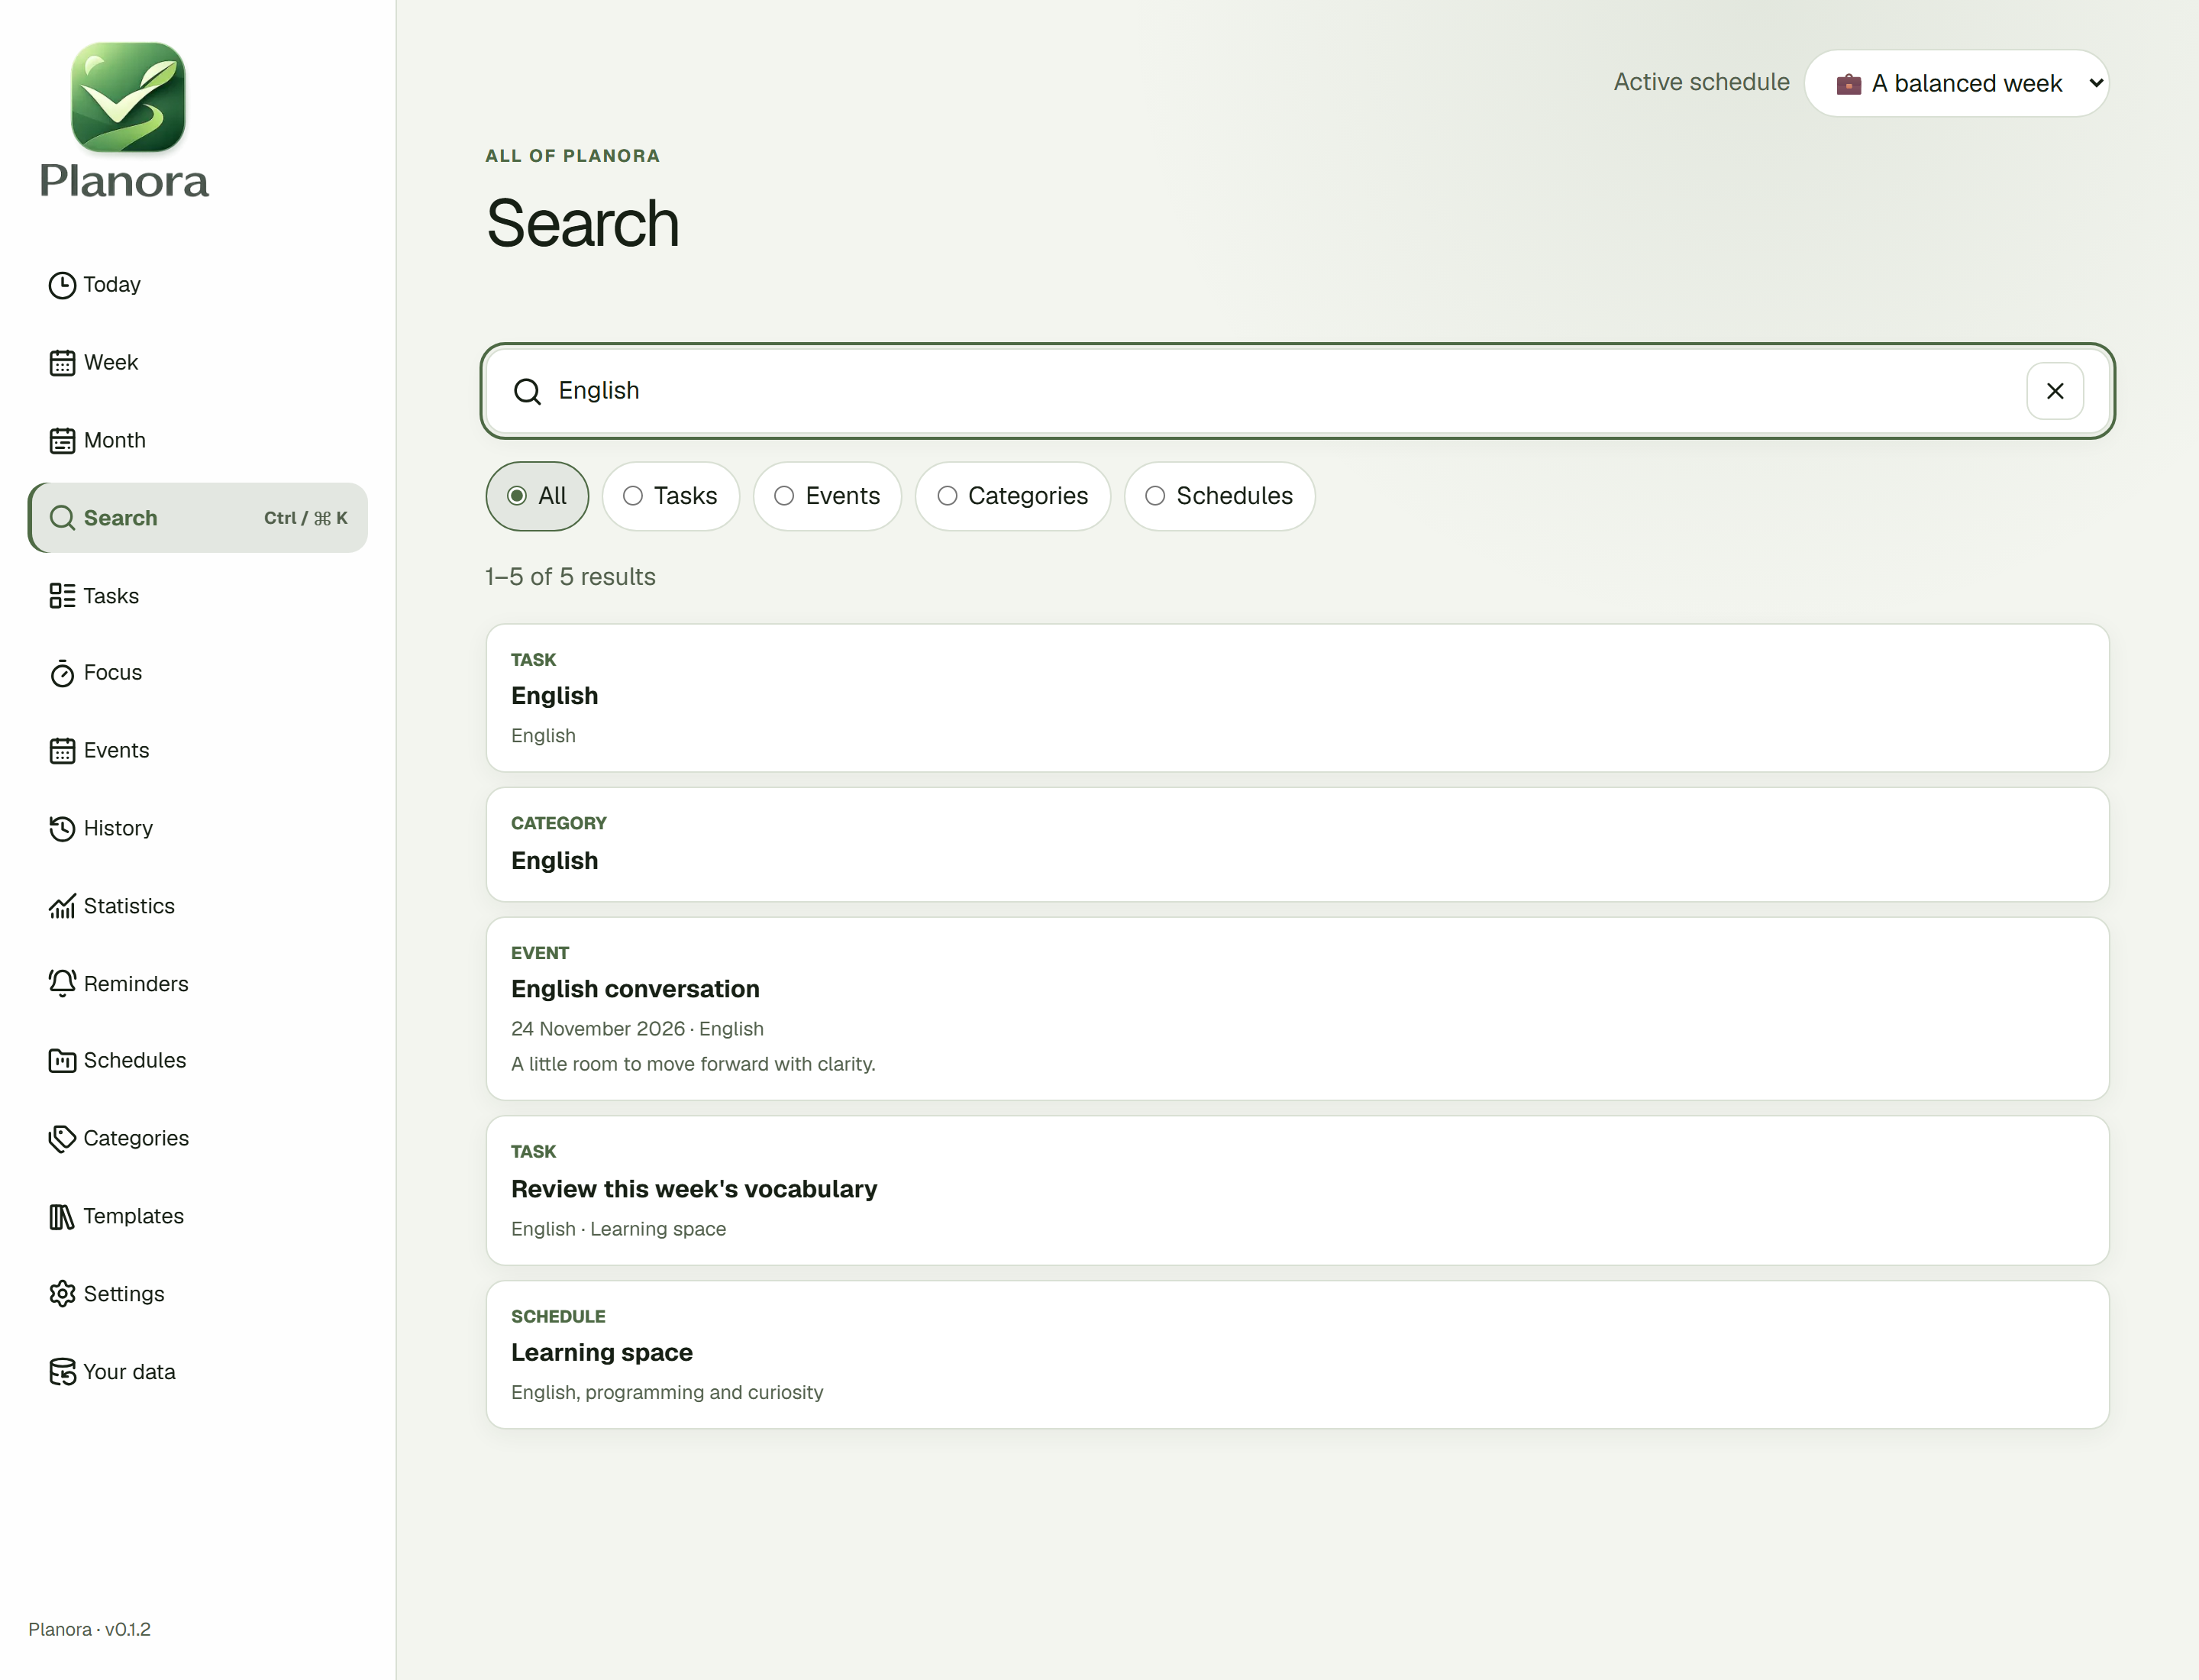 Planora
Today
Week
Month
Search Ctrl / ⌘ K
Tasks
Focus
Events
History
Statistics
Reminders
Schedules
Categories
Templates
Settings
Your data
Planora · v0.1.2
Active schedule A balanced week
ALL OF PLANORA
Search
English
All Tasks Events Categories Schedules
1–5 of 5 results
TASK
English
English
CATEGORY
English
EVENT
English conversation
24 November 2026 · English
A little room to move forward with clarity.
TASK
Review this week's vocabulary
English · Learning space
SCHEDULE
Learning space
English, programming and curiosity